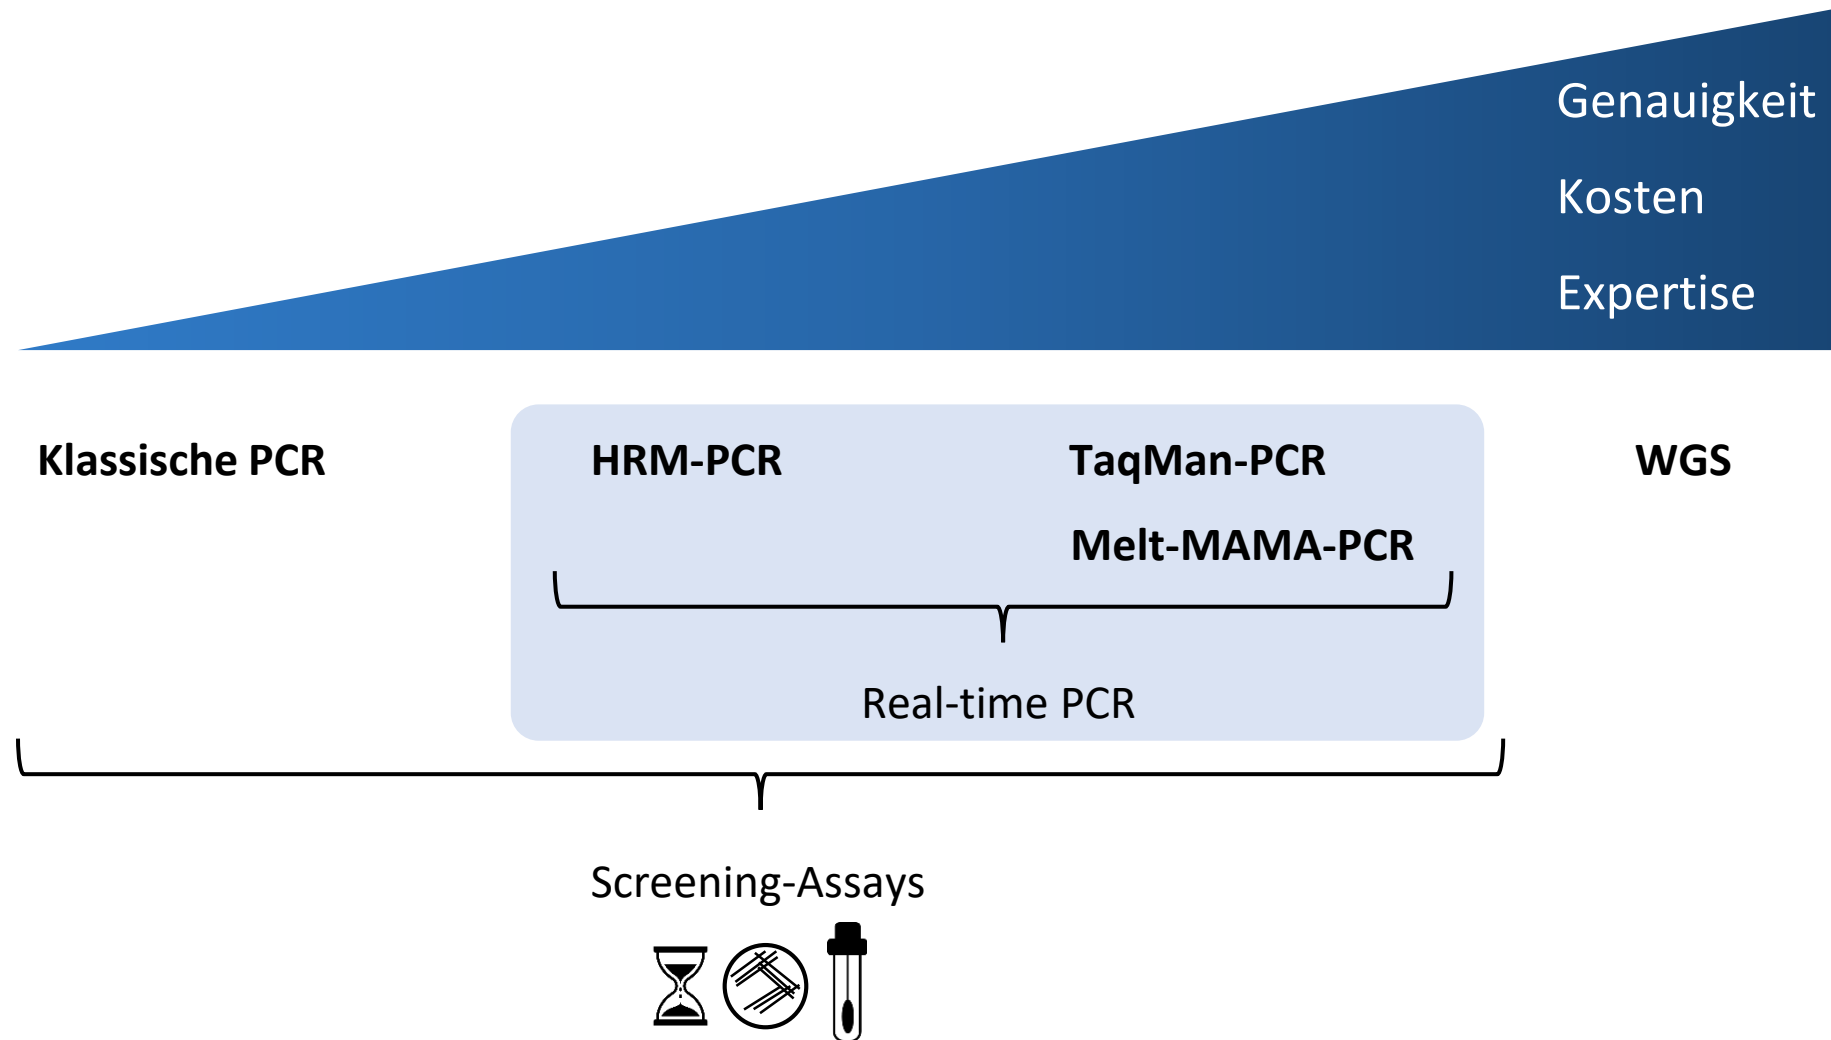 Genauigkeit
Kosten
Expertise
Klassische PCR
HRM-PCR
TaqMan-PCR
WGS
Melt-MAMA-PCR
Real-time PCR
Screening-Assays